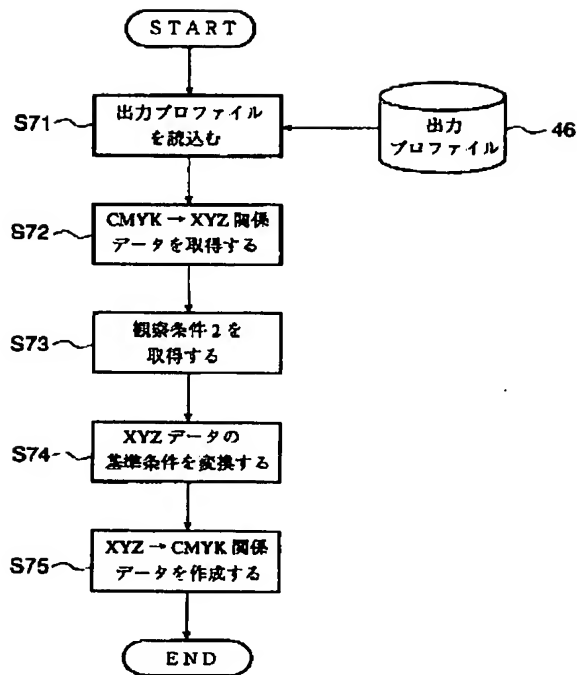 START
S71
出力プロファイル
を読込む
出力
プロファイル
46
S72
CMYK → XYZ 関係
データを取得する
S73
観察条件2を
取得する
S74
XYZ データの
基準条件を変換する
S75
XYZ → CMYK 関係
データを作成する
END